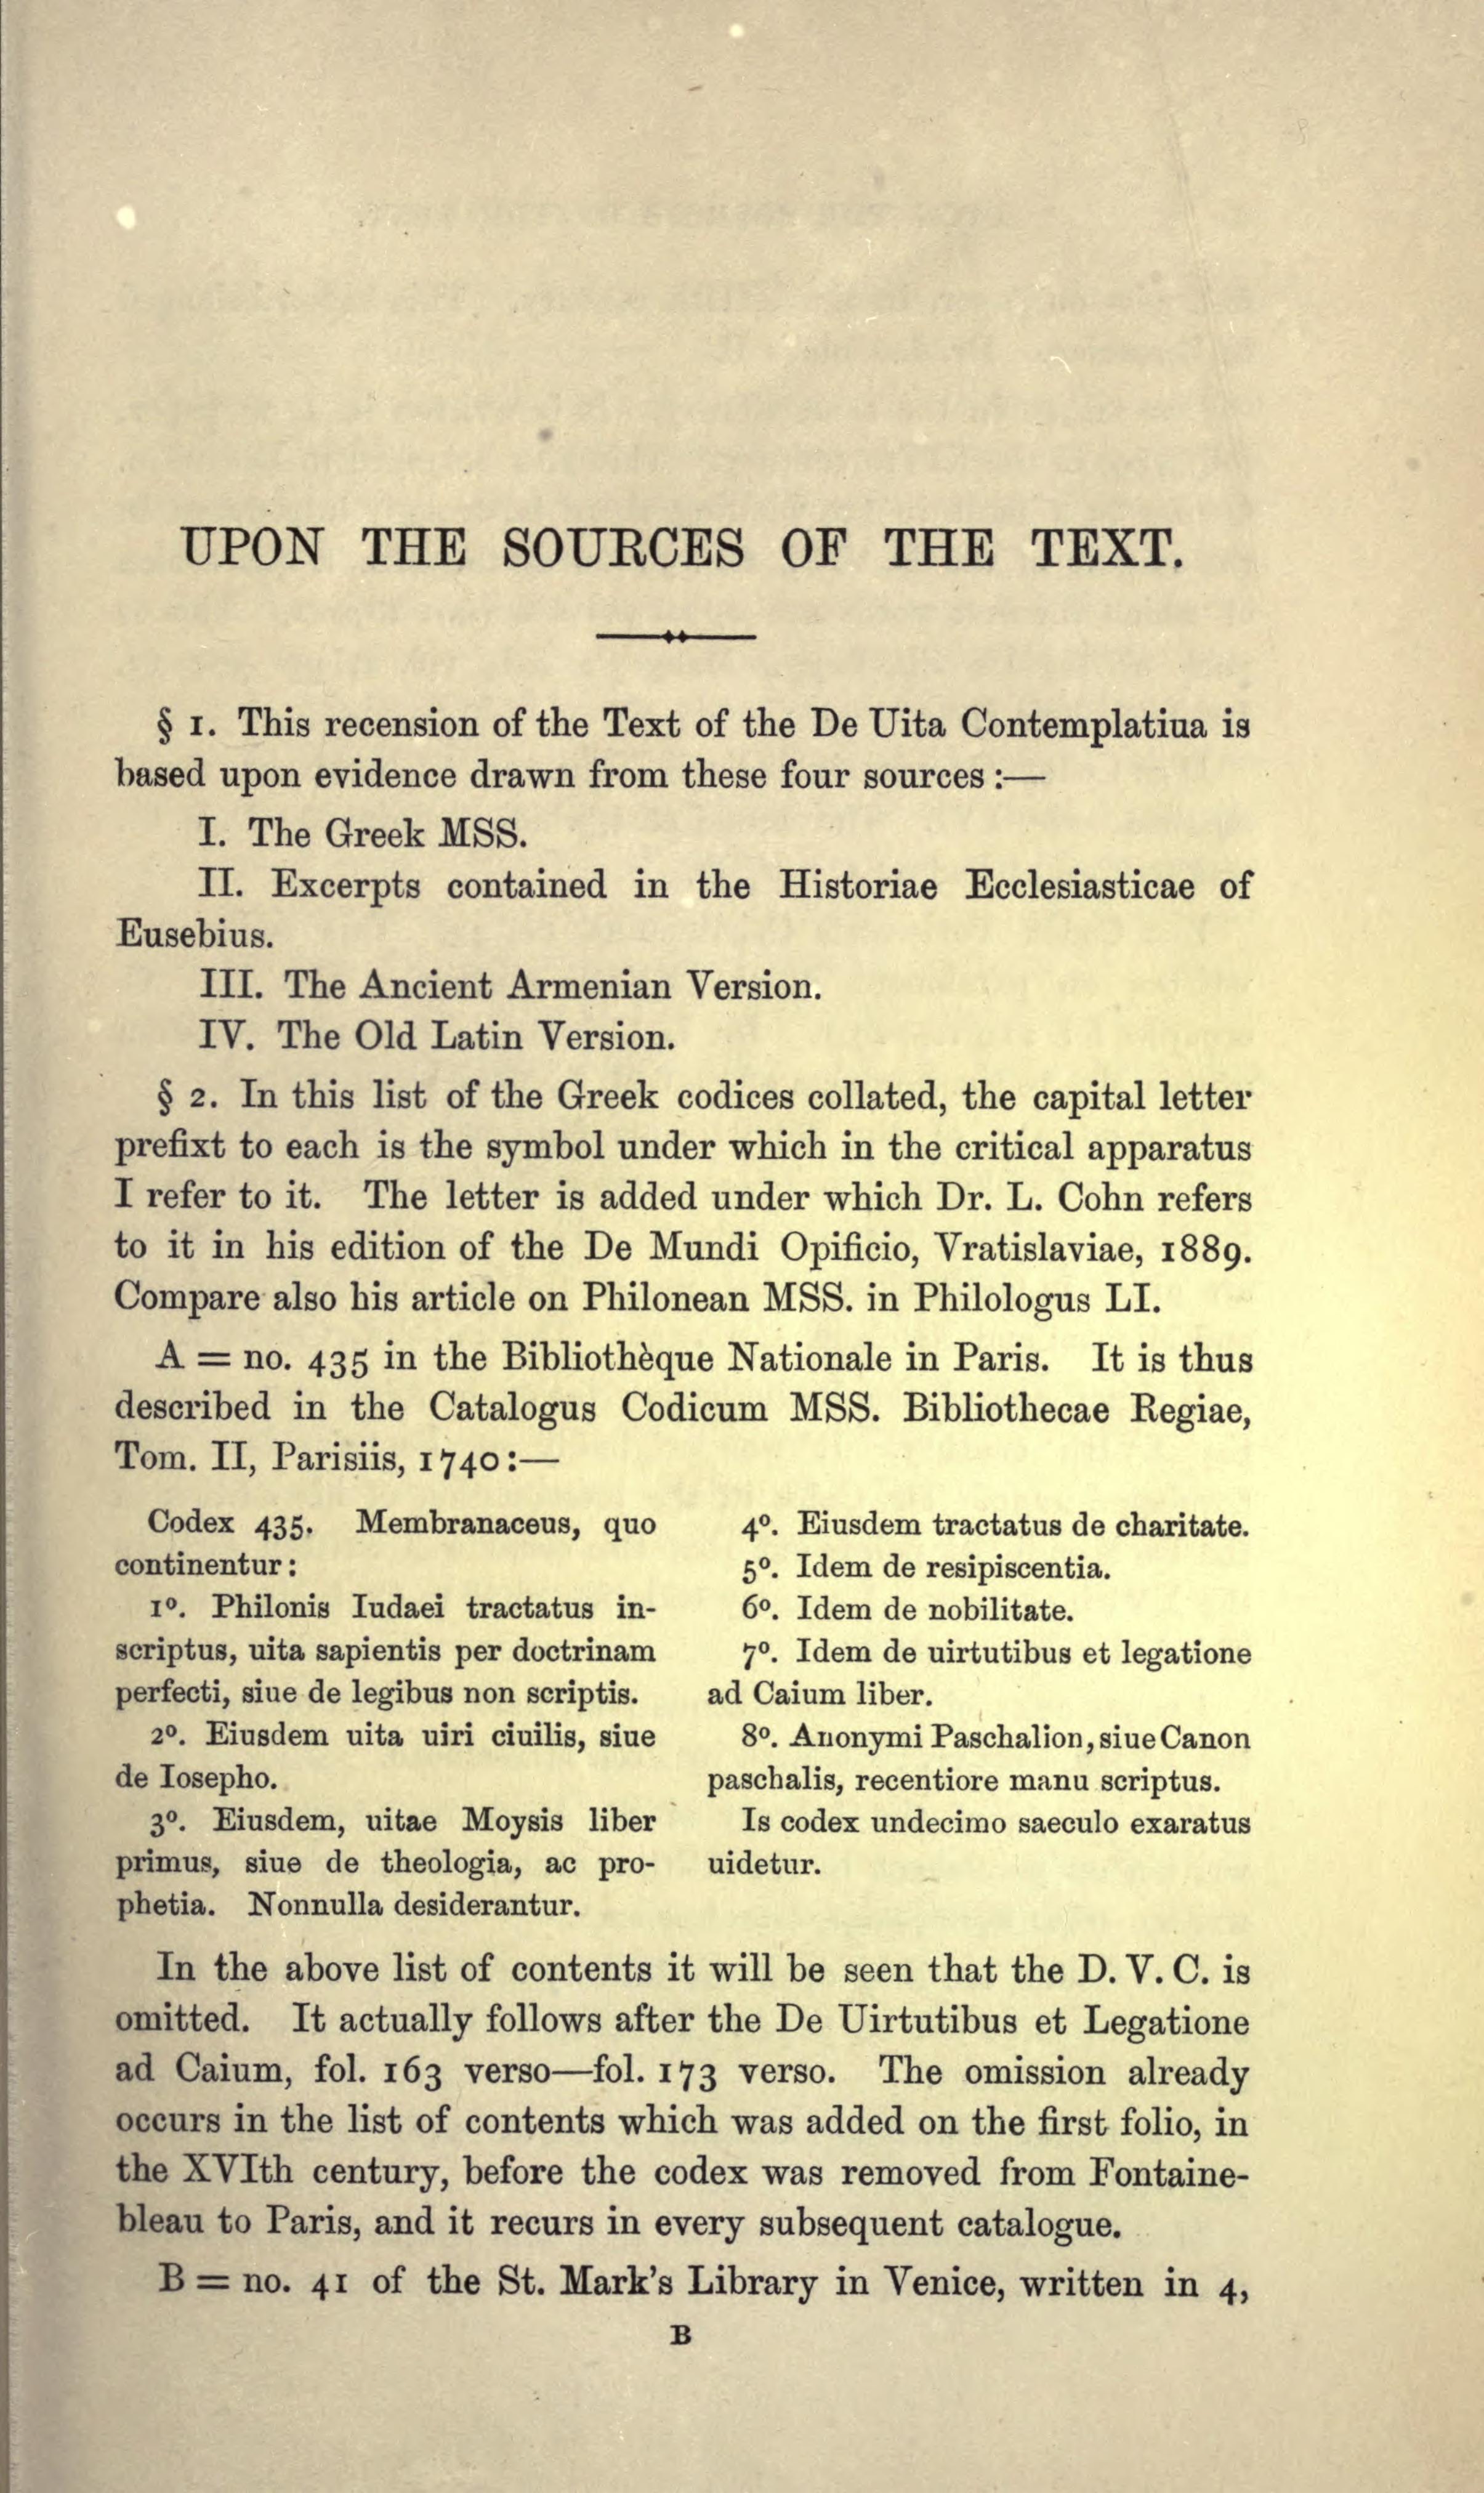 UPON THE SOURCES OF THE TEXT.
§ 1. This recension of the Text of the De Uita Contemplatiua is
based upon evidence drawn from these four sources :—
I. The Greek MSS.
II. Excerpts contained in the Historiae Ecclesiasticae of
Eusebius.
III. The Ancient Armenian Version.
IV. The Old Latin Version.
§ 2. In this list of the Greek codices collated, the capital letter
prefixt to each is the symbol under which in the critical apparatus
I refer to it. The letter is added under which Dr. L. Cohn refers
to it in his edition of the De Mundi Opificio, Vratislaviae, 1889.
Compare also his article on Philonean MSS. in Philologus LI.
A = no. 435 in the Bibliothèque Nationale in Paris. It is thus
described in the Catalogus Codicum MSS. Bibliothecae Regiae,
Tom. II, Parisiis, 1740 :—
Codex 435. Membranaceus, quo
continentur :
1º. Philonis Iudaei tractatus in-
scriptus, uita sapientis per doctrinam
perfecti, siue de legibus non scriptis.
2º. Eiusdem uita uiri ciuilis, siue
de Iosepho.
3º. Eiusdem, uitae Moysis liber
primus, siue de theologia, ac pro-
phetia. Nonnulla desiderantur.
4º. Eiusdem tractatus de charitate.
5º. Idem de resipiscentia.
6º. Idem de nobilitate.
7º. Idem de uirtutibus et legatione
ad Caium liber.
8º. Anonymi Paschalion, siue Canon
paschalis, recentiore manu scriptus.
Is codex undecimo saeculo exaratus
uidetur.
In the above list of contents it will be seen that the D. V. C. is
omitted. It actually follows after the De Uirtutibus et Legatione
ad Caium, fol. 163 verso—fol. 173 verso. The omission already
occurs in the list of contents which was added on the first folio, in
the XVIth century, before the codex was removed from Fontaine-
bleau to Paris, and it recurs in every subsequent catalogue.
B = no. 41 of the St. Mark's Library in Venice, written in 4,
B